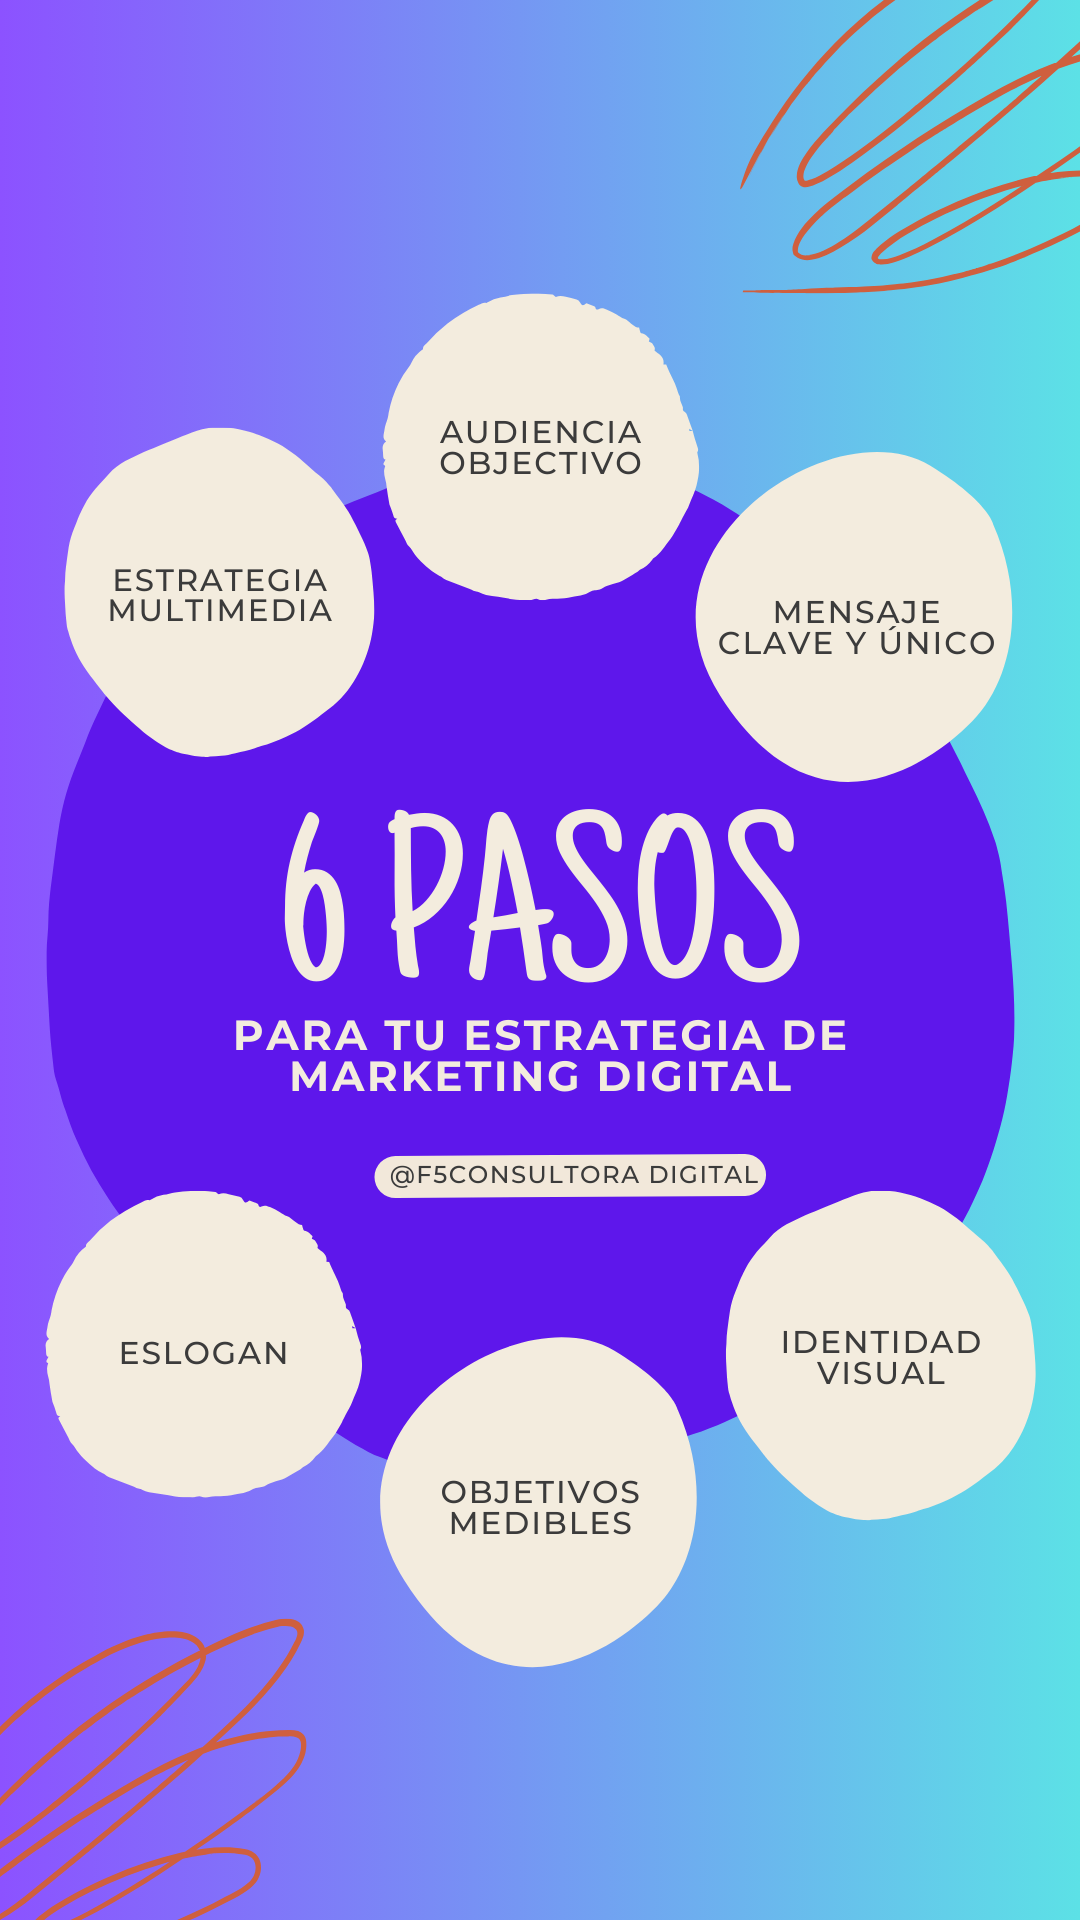 AUDIENCIA
OBJECTIVO
ESTRATEGIA
MULTIMEDIA
MENSAJE
CLAVE Y ÚNICO
6 PASOS
PARA TU ESTRATEGIA DE
MARKETING DIGITAL
@F5CONSULTORA DIGITAL
ESLOGAN
IDENTIDAD
VISUAL
OBJETIVOS
MEDIBLES